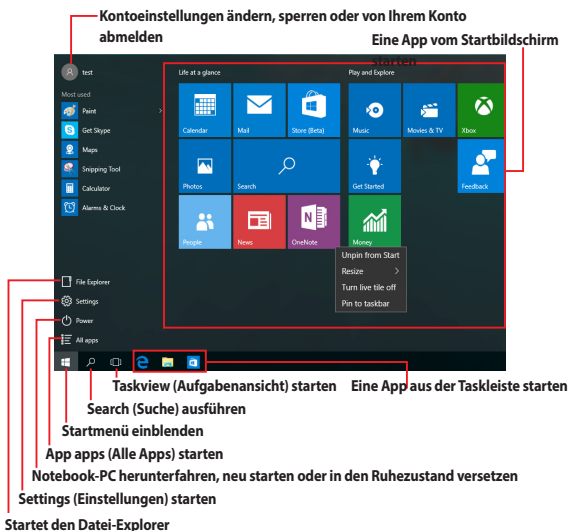 Kontoeinstellungen ändern, sperren oder von Ihrem Konto
abmelden
Eine App vom Startbildschirm
starten
test
Most used
Paint
Get Skype
Maps
Snipping Tool
Calculator
Alarms & Clock
File Explorer
Settings
Power
All apps
Life at a glance
Play and Explore
Calendar
Mail
Store (Beta)
Music
Movies & TV
Xbox
Photos
Search
Get Started
Feedback
People
News
OneNote
Money
Unpin from Start
Resize
Turn live tile off
Pin to taskbar
Taskview (Aufgabenansicht) starten
Eine App aus der Taskleiste starten
Search (Suche) ausführen
Startmenü einblenden
App apps (Alle Apps) starten
Notebook-PC herunterfahren, neu starten oder in den Ruhezustand versetzen
Settings (Einstellungen) starten
Startet den Datei-Explorer